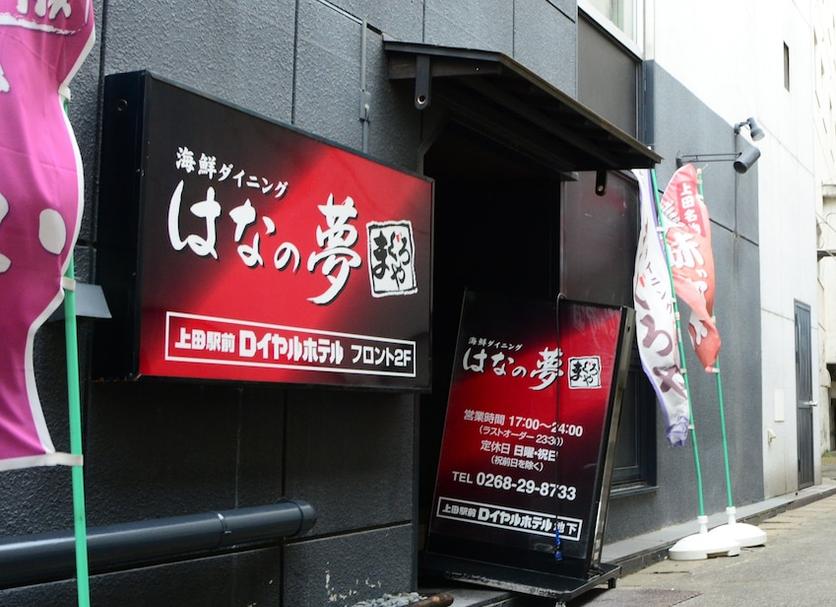 海鮮ダイニング
はなの夢
まぐろや
上田駅前 ロイヤルホテル フロント2F
海鮮ダイニング
はなの夢
まぐろや
営業時間 17:00〜24:00
(ラストオーダー 23:30)
定休日 日曜・祝日
(祝前日を除く)
TEL 0268-29-8733
上田駅前 ロイヤルホテル 地下
ろや
上田名
赤